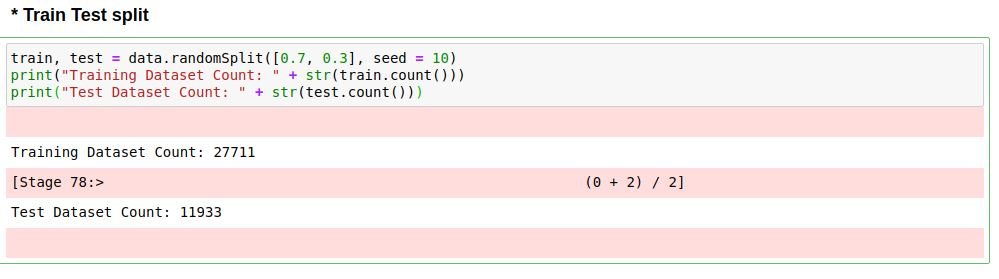 * Train Test split
train, test = data.randomSplit([0.7, 0.3], seed = 10)
print("Training Dataset Count: " + str(train.count()))
print("Test Dataset Count: " + str(test.count()))
Training Dataset Count: 27711
[Stage 78:>                                                         (0 + 2) / 2]
Test Dataset Count: 11933